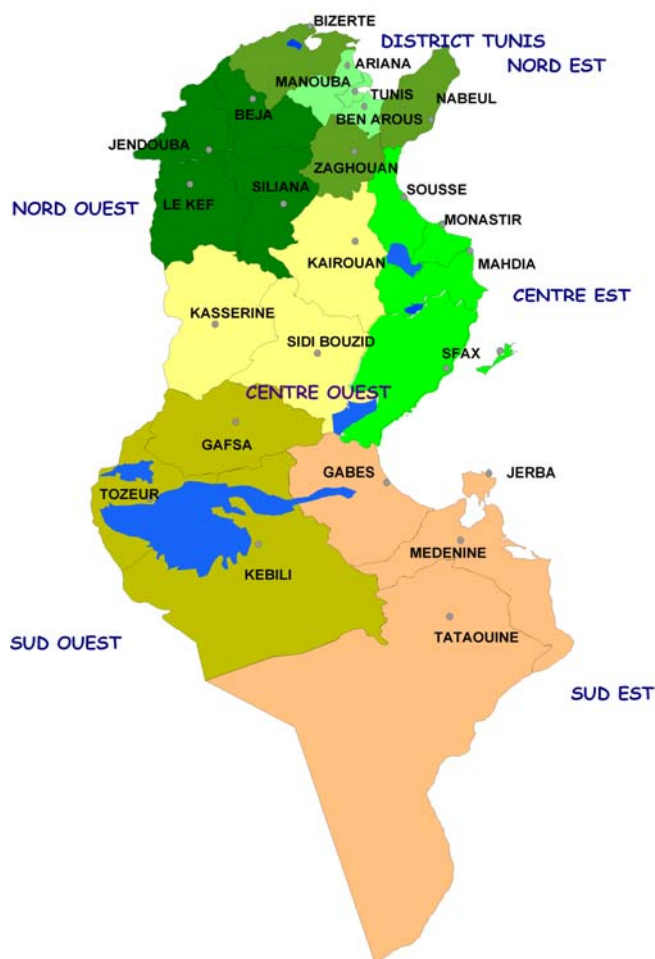 BIZERTE
DISTRICT TUNIS
NORD EST
ARIANA
MANOUBA
TUNIS
NABEUL
BEJA
BEN AROUS
JENDOUBA
ZAGHOUAN
SILIANA
SOUSSE
LE KEF
NORD OUEST
MONASTIR
KAIROUAN
MAHDIA
CENTRE EST
KASSERINE
SIDI BOUZID
SFAX
CENTRE OUEST
GAFSA
GABES
JERBA
TOZEUR
MEDENINE
KEBILI
TATAOUINE
SUD OUEST
SUD EST